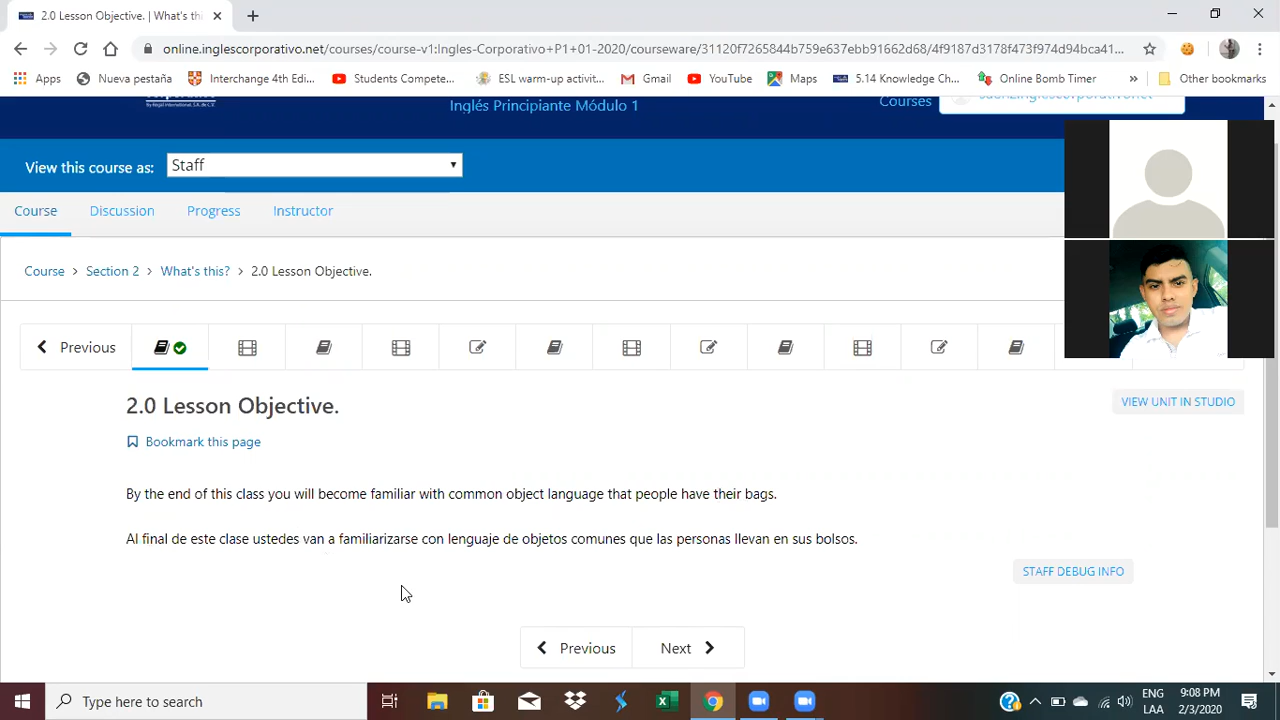 2.0 Lesson Objective. | What's thi
online.inglescorporativo.net/courses/course-v1:Ingles-Corporativo+P1+01-2020/courseware/31120f7265844b759e637ebb91662d68/4f9187d3178f473f974d94bca41...
Apps Nueva pestaña Interchange 4th Edi... Students Compete... ESL warm-up activit... Gmail YouTube Maps 5.14 Knowledge Ch... Online Bomb Timer » Other bookmarks
Inglés Principiante Módulo 1
Courses
View this course as: Staff
Course Discussion Progress Instructor
Course > Section 2 > What's this? > 2.0 Lesson Objective.
Previous
2.0 Lesson Objective.
VIEW UNIT IN STUDIO
Bookmark this page
By the end of this class you will become familiar with common object language that people have their bags.
Al final de este clase ustedes van a familiarizarse con lenguaje de objetos comunes que las personas llevan en sus bolsos.
STAFF DEBUG INFO
Previous Next
Type here to search
ENG 9:08 PM
LAA 2/3/2020